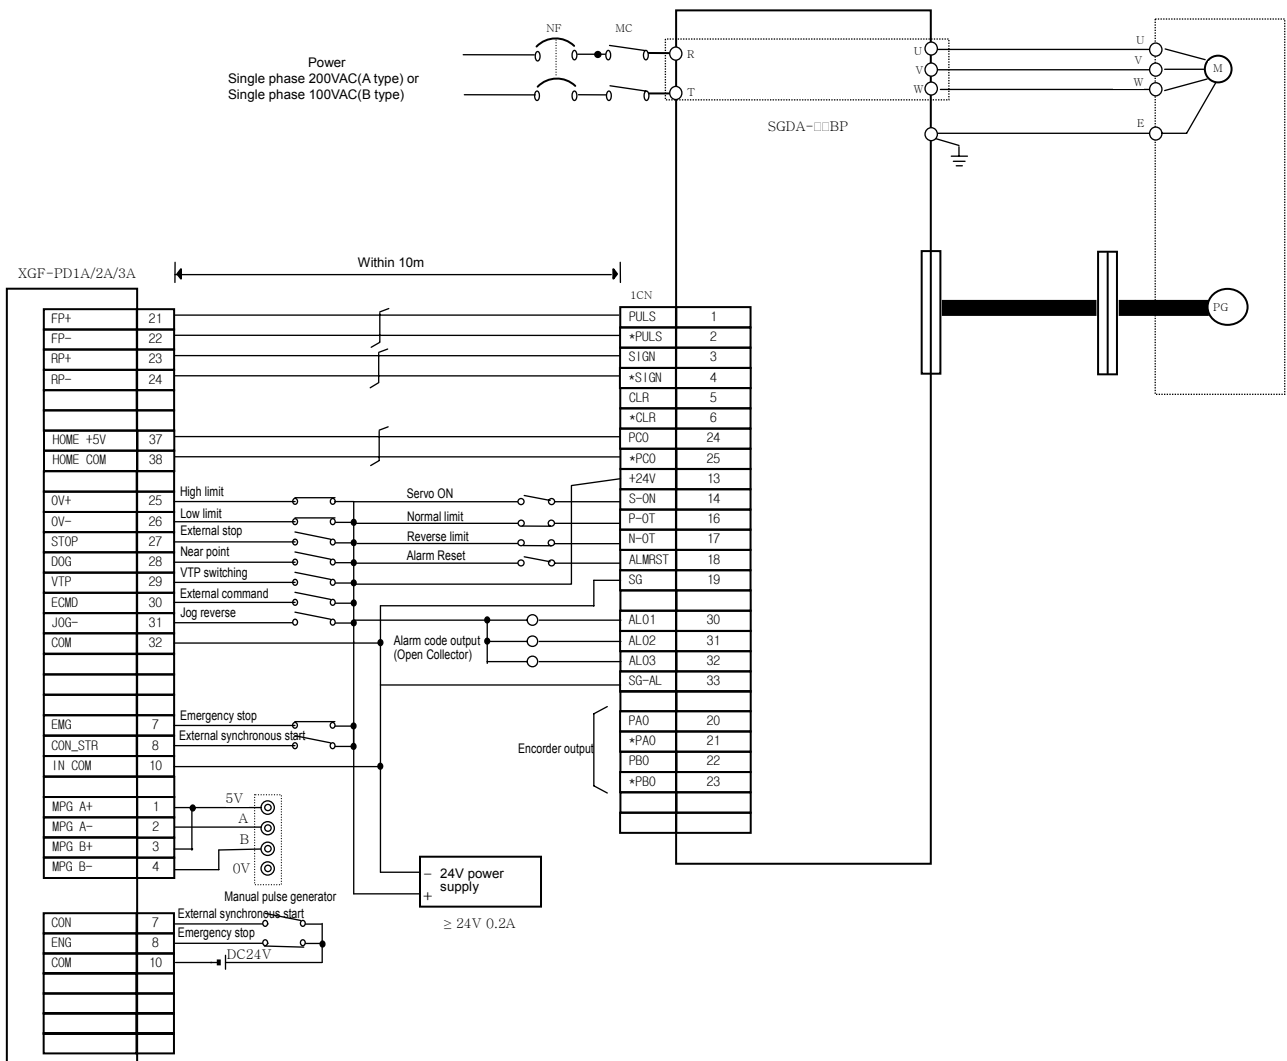 NF
MC
Power
Single phase 200VAC(A type) or
Single phase 100VAC(B type)
R
T
U
V
W
SGDA-□□BP
U
V
W
E
M
PG
XGF-PD1A/2A/3A
Within 10m
1CN
FP+ 21
FP- 22
RP+ 23
RP- 24
HOME +5V 37
HOME COM 38
0V+ 25 High limit
0V- 26 Low limit
STOP 27 External stop
DOG 28 Near point
VTP 29 VTP switching
ECMD 30 External command
JOG- 31 Jog reverse
COM 32
EMG 7 Emergency stop
CON_STR 8 External synchronous start
IN COM 10
MPG A+ 1
MPG A- 2
MPG B+ 3
MPG B- 4
5V
A
B
0V
Manual pulse generator
CON 7 External synchronous start
ENG 8 Emergency stop
COM 10 DC24V
Servo ON
Normal limit
Reverse limit
Alarm Reset
Alarm code output
(Open Collector)
Encorder output
PULS 1
*PULS 2
SIGN 3
*SIGN 4
CLR 5
*CLR 6
PCO 24
*PCO 25
+24V 13
S-ON 14
P-OT 16
N-OT 17
ALMRST 18
SG 19
ALO1 30
ALO2 31
ALO3 32
SG-AL 33
PAO 20
*PAO 21
PBO 22
*PBO 23
- 24V power
supply
+
≥ 24V 0.2A